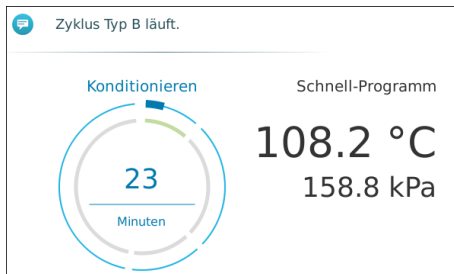 Zyklus Typ B läuft.
Konditionieren
Schnell-Programm
108.2 °C
158.8 kPa
23
Minuten